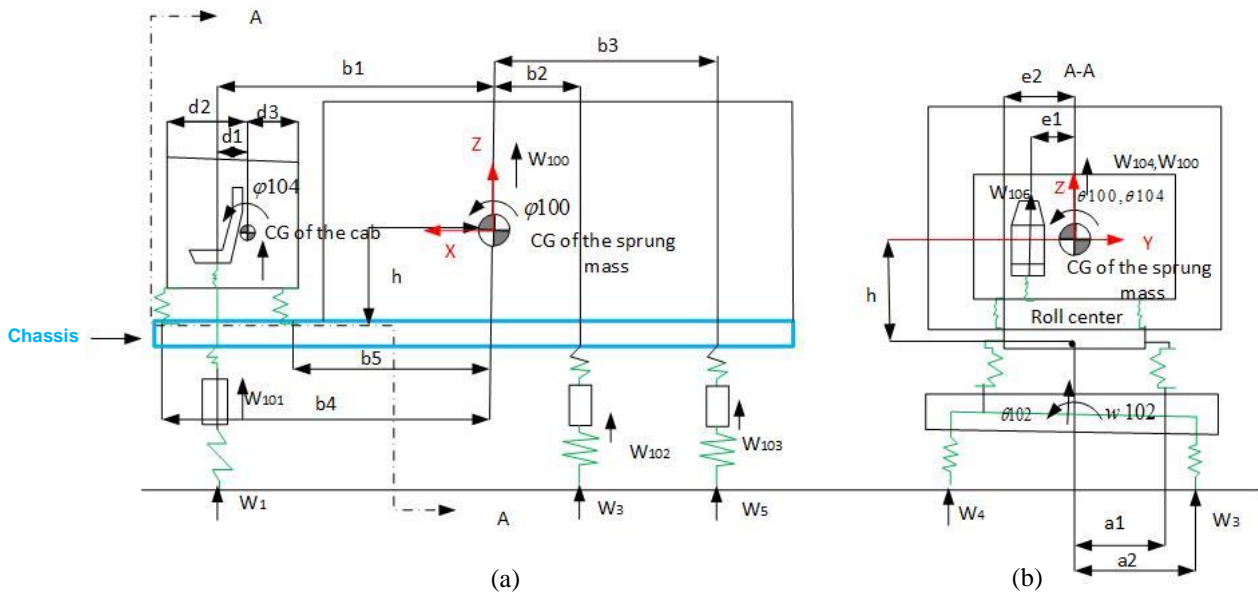 A
A-A
b3
b1
b2
e2
d2
d3
d1
e1
Z
W100
W104,W100
φ104
φ100
W106
Z
θ100,θ104
CG of the cab
X
CG of the sprung
mass
Y
CG of the sprung
mass
h
h
Chassis
Roll center
b5
W101
b4
θ102
w102
W102
W103
W1
W3
W5
A
W4
W3
a1
a2
(a)
(b)